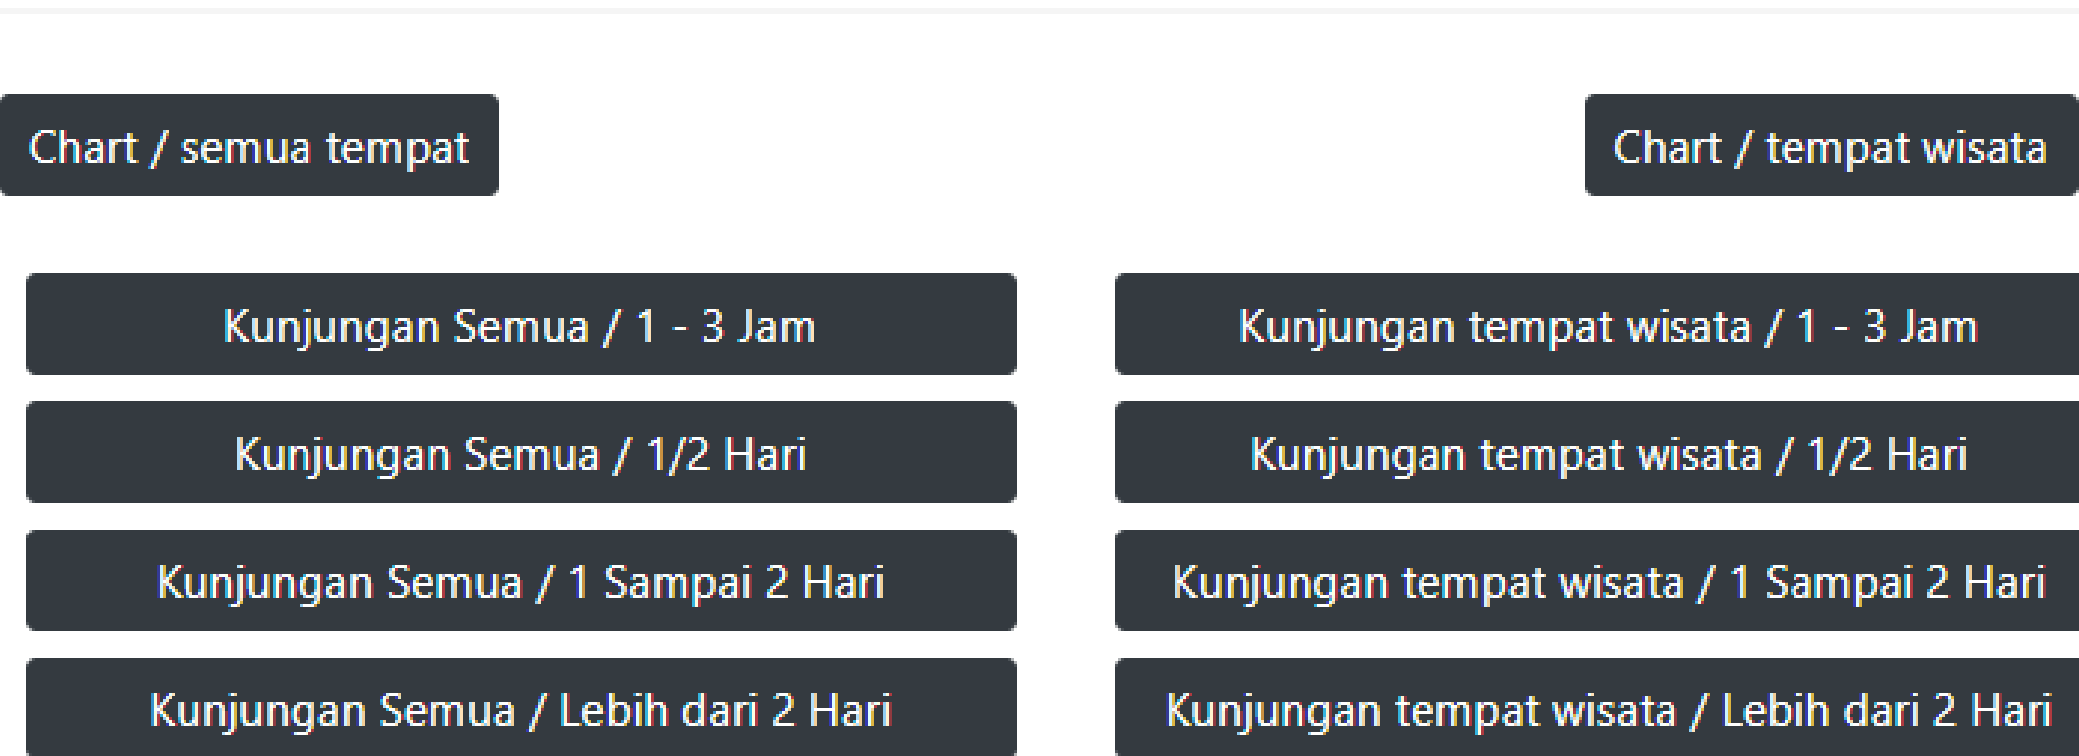 Chart / semua tempat
Chart / tempat wisata
Kunjungan Semua / 1 - 3 Jam
Kunjungan tempat wisata / 1 - 3 Jam
Kunjungan Semua / 1/2 Hari
Kunjungan tempat wisata / 1/2 Hari
Kunjungan Semua / 1 Sampai 2 Hari
Kunjungan tempat wisata / 1 Sampai 2 Hari
Kunjungan Semua / Lebih dari 2 Hari
Kunjungan tempat wisata / Lebih dari 2 Hari